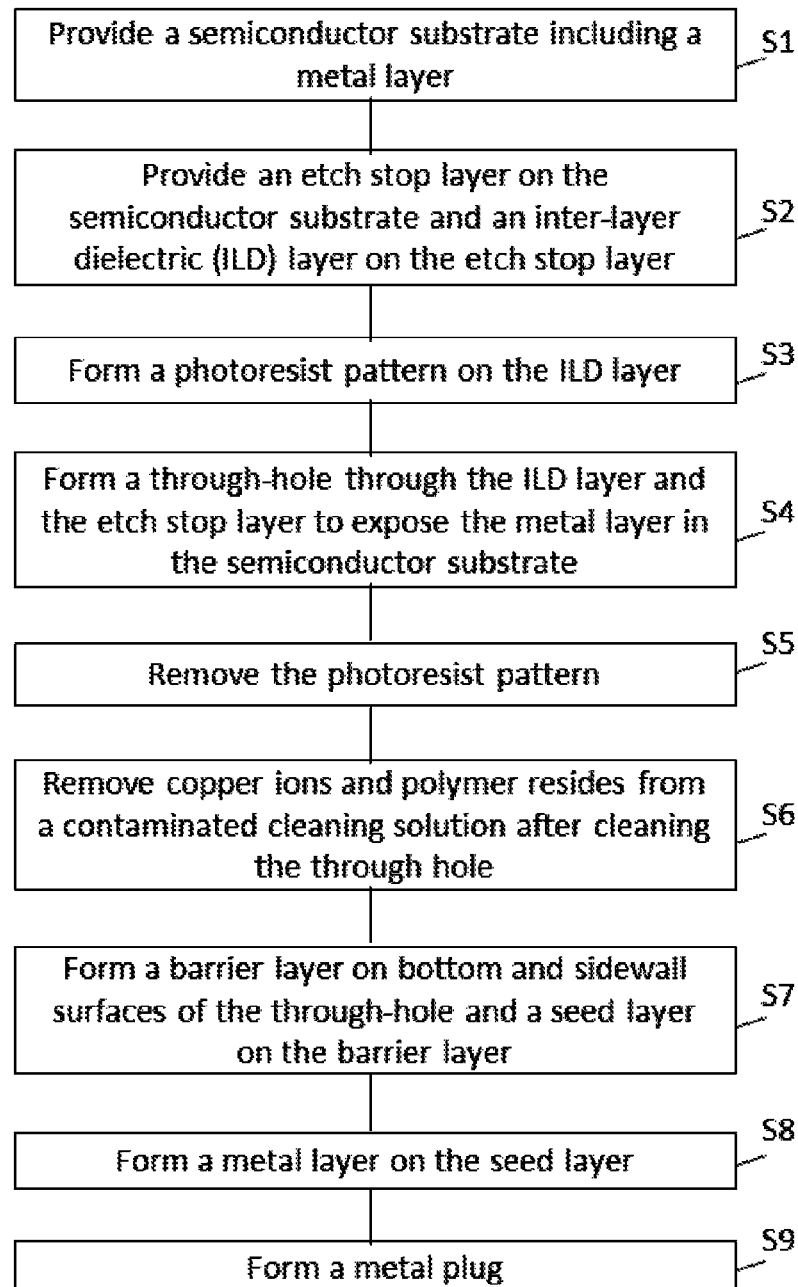 Provide a semiconductor substrate including a
metal layer
S1
Provide an etch stop layer on the
semiconductor substrate and an inter-layer
dielectric (ILD) layer on the etch stop layer
S2
Form a photoresist pattern on the ILD layer
S3
Form a through-hole through the ILD layer and
the etch stop layer to expose the metal layer in
the semiconductor substrate
S4
Remove the photoresist pattern
S5
Remove copper ions and polymer resides from
a contaminated cleaning solution after cleaning
the through hole
S6
Form a barrier layer on bottom and sidewall
surfaces of the through-hole and a seed layer
on the barrier layer
S7
Form a metal layer on the seed layer
S8
Form a metal plug
S9